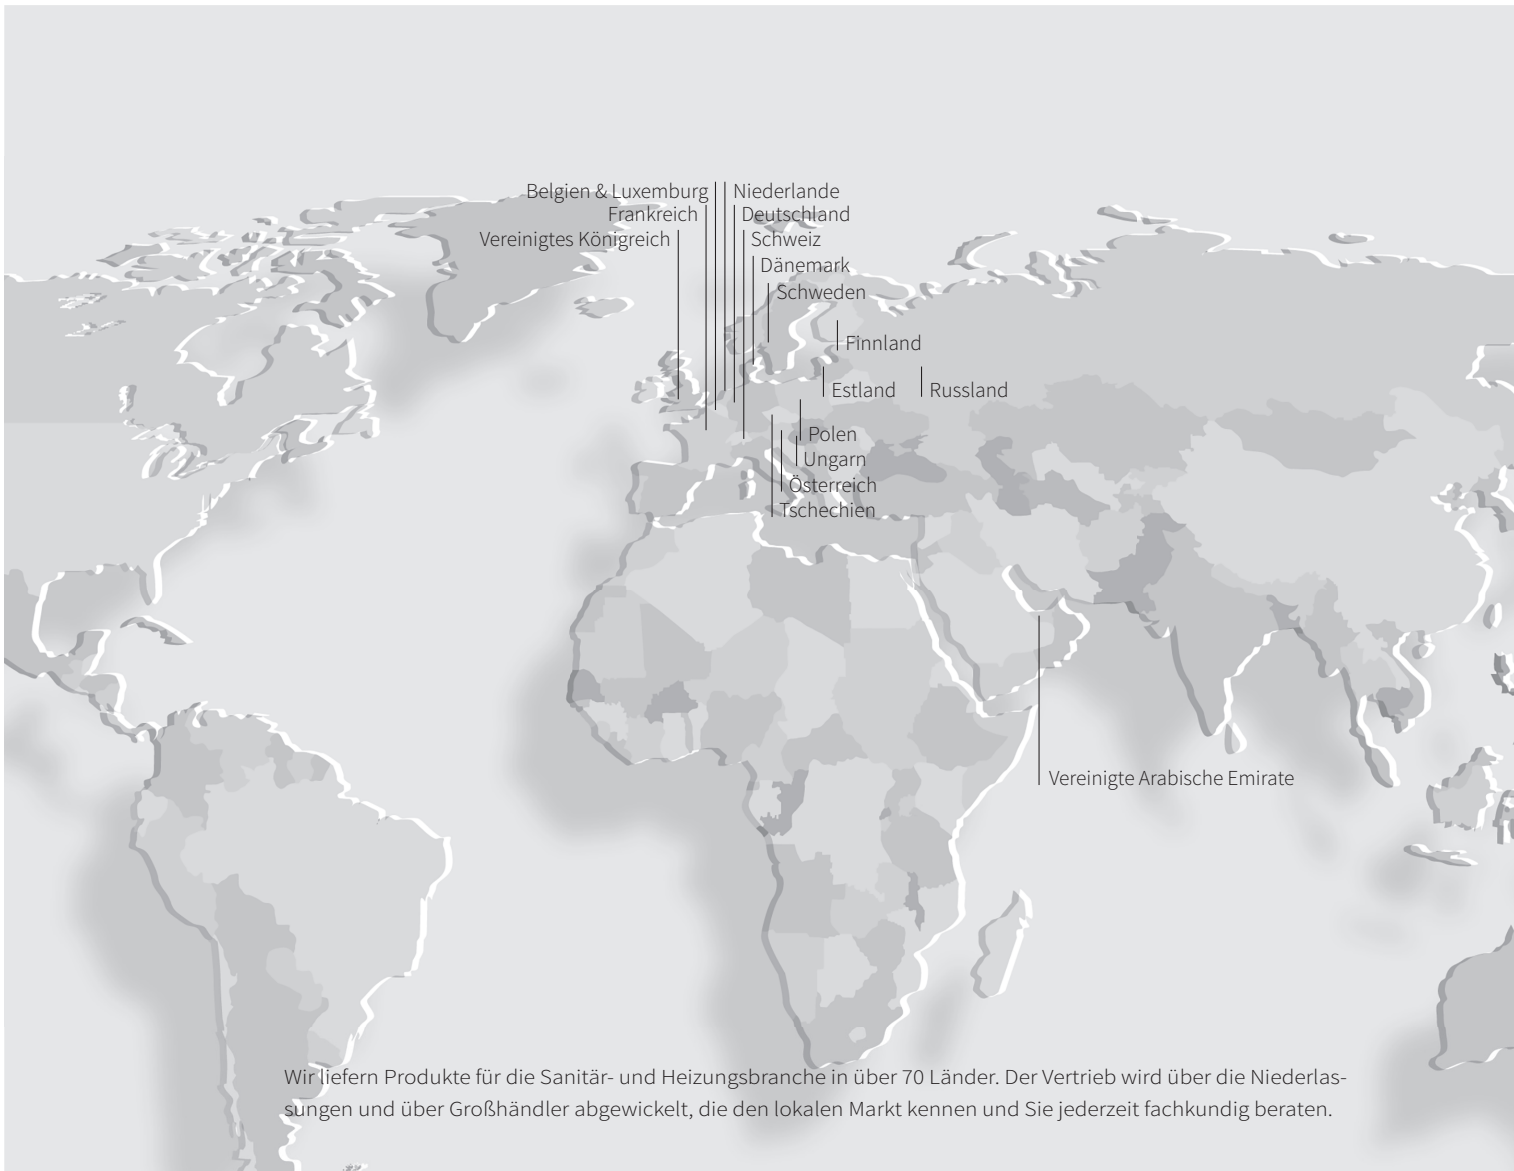 Belgien & Luxemburg
Niederlande
Frankreich
Deutschland
Vereinigtes Königreich
Schweiz
Dänemark
Schweden
Finnland
Estland
Russland
Polen
Ungarn
Österreich
Tschechien
Vereinigte Arabische Emirate
Wir liefern Produkte für die Sanitär- und Heizungsbranche in über 70 Länder. Der Vertrieb wird über die Niederlas-
sungen und über Großhändler abgewickelt, die den lokalen Markt kennen und Sie jederzeit fachkundig beraten.